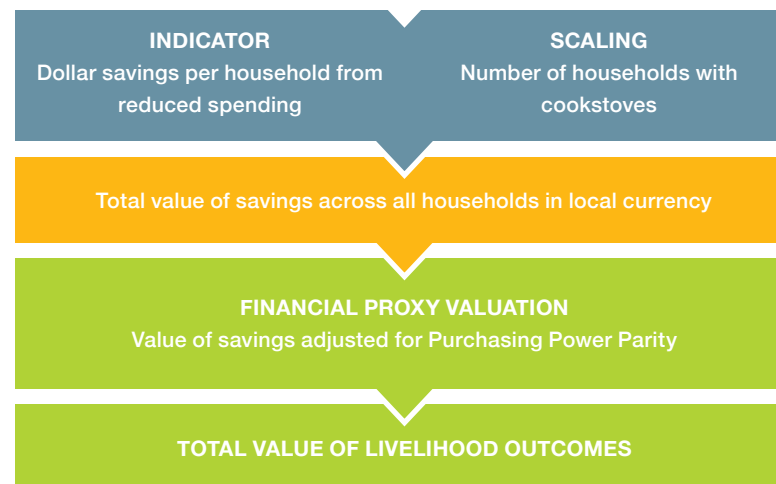 INDICATOR
Dollar savings per household from
reduced spending
SCALING
Number of households with
cookstoves
Total value of savings across all households in local currency
FINANCIAL PROXY VALUATION
Value of savings adjusted for Purchasing Power Parity
TOTAL VALUE OF LIVELIHOOD OUTCOMES